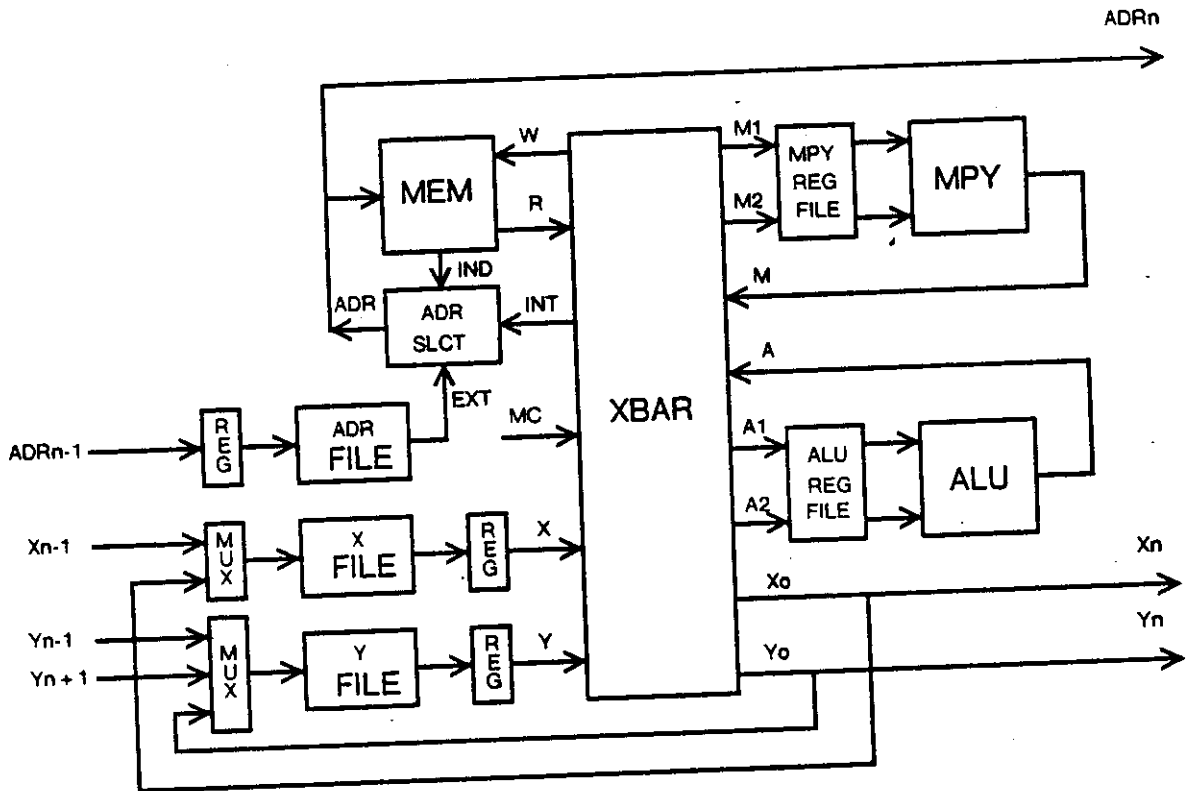 ADRn
W
MEM
R
IND
ADR
ADR
SLCT
INT
EXT
MC
XBAR
M1
M2
MPY
REG
FILE
MPY
M
A
A1
A2
ALU
REG
FILE
ALU
ADRn-1
REG
ADR
FILE
Xn-1
MUX
X
FILE
REG
X
Xo
Xn
Yn-1
Yn + 1
MUX
Y
FILE
REG
Y
Yo
Yn